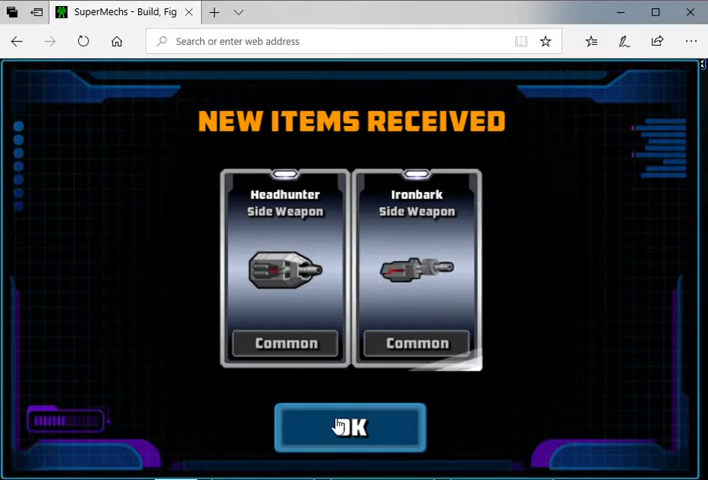 SuperMechs - Build, Fig
Search or enter web address
NEW ITEMS RECEIVED
Headhunter
Side Weapon
Common
Ironbark
Side Weapon
Common
OK